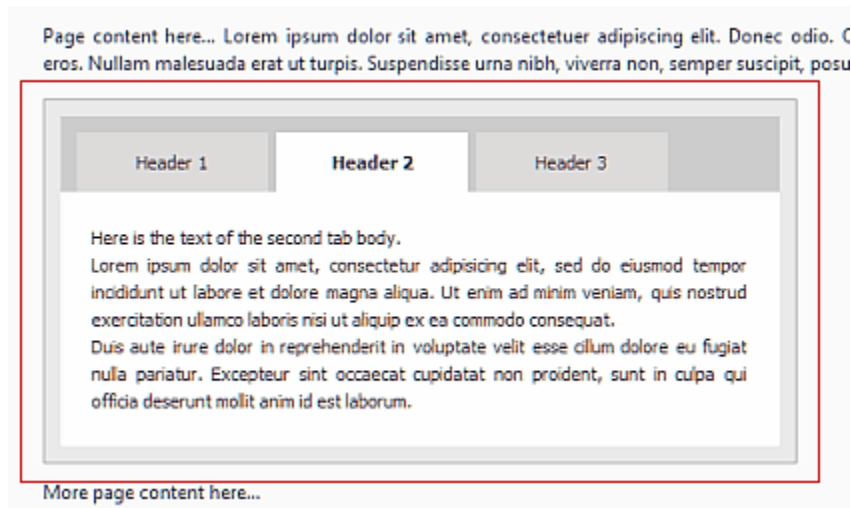 Page content here... Lorem ipsum dolor sit amet, consectetuer adipiscing elit. Donec odio.
eros. Nullam malesuada erat ut turpis. Suspendisse urna nibh, viverra non, semper suscipit, posu
Header 1 Header 2 Header 3
Here is the text of the second tab body.
Lorem ipsum dolor sit amet, consectetur adipisicing elit, sed do eiusmod tempor
incididunt ut labore et dolore magna aliqua. Ut enim ad minim veniam, quis nostrud
exercitation ullamco laboris nisi ut aliquip ex ea commodo consequat.
Duis aute irure dolor in reprehenderit in voluptate velit esse cillum dolore eu fugiat
nulla pariatur. Excepteur sint occaecat cupidatat non proident, sunt in culpa qui
officia deserunt mollit anim id est laborum.
More page content here...